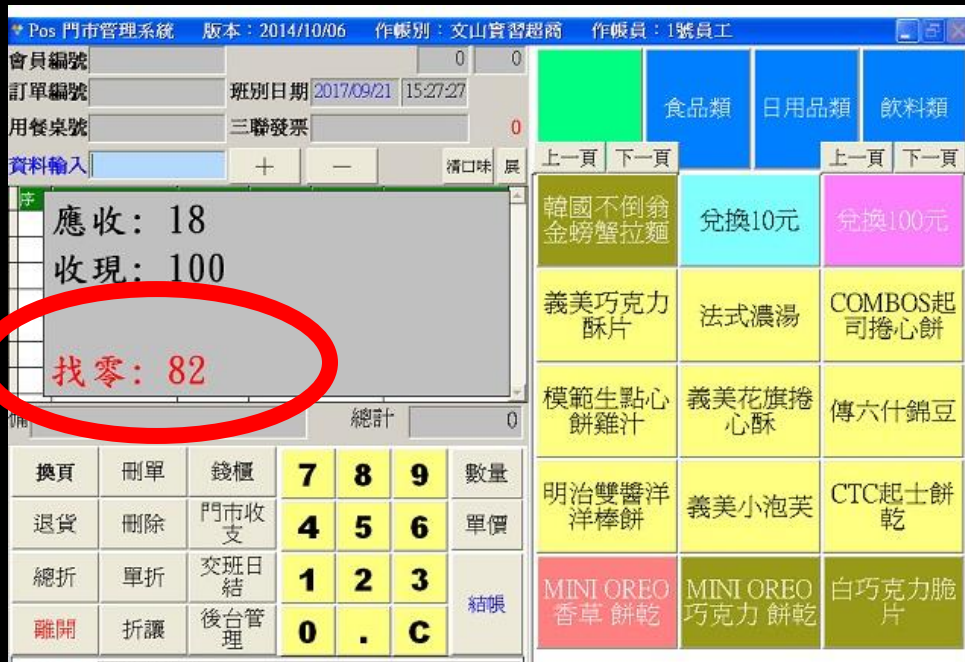 Pos 門市管理系統 版本：2014/10/06 作帳別：文山實習超商 作帳員：1號員工
會員編號 0 0
訂單編號 班別日期 2017/09/21 15:27:27
用餐桌號 三聯發票 0
資料輸入 + — 清口味 展
序
應收: 18
收現: 100
找零: 82
備 總計 0
換頁 刪單 錢櫃 7 8 9 數量
退貨 刪除 門市收支 4 5 6 單價
總折 單折 交班日結 1 2 3 結帳
離開 折讓 後台管理 0 . C
食品類 日用品類 飲料類
上一頁 下一頁 上一頁 下一頁
韓國不倒翁金螃蟹拉麵 兌換10元 兌換100元
義美巧克力酥片 法式濃湯 COMBOS起司捲心餅
模範生點心餅雞汁 義美花旗捲心酥 傳六什錦豆
明治雙醬洋洋棒餅 義美小泡芙 CTC起士餅乾
MINI OREO香草 餅乾 MINI OREO巧克力 餅乾 白巧克力脆片